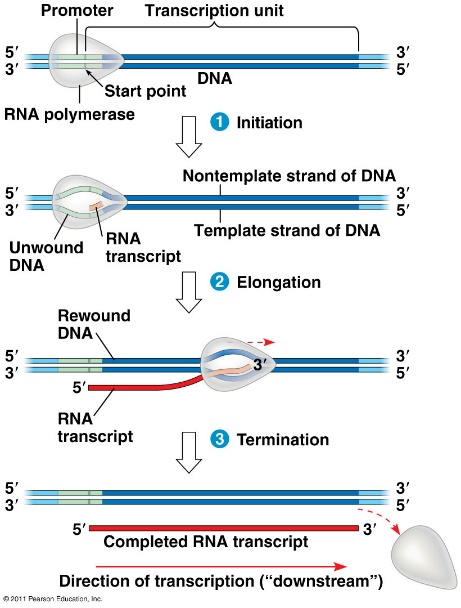 Promoter
Transcription unit
5′
3′
3′
5′
DNA
Start point
RNA polymerase
1 Initiation
Nontemplate strand of DNA
5′
3′
3′
5′
Template strand of DNA
Unwound
DNA
RNA
transcript
2 Elongation
Rewound
DNA
5′
3′
3′
3′
5′
5′
RNA
transcript
3 Termination
5′
3′
3′
5′
5′
3′
Completed RNA transcript
Direction of transcription (“downstream”)
© 2011 Pearson Education, Inc.